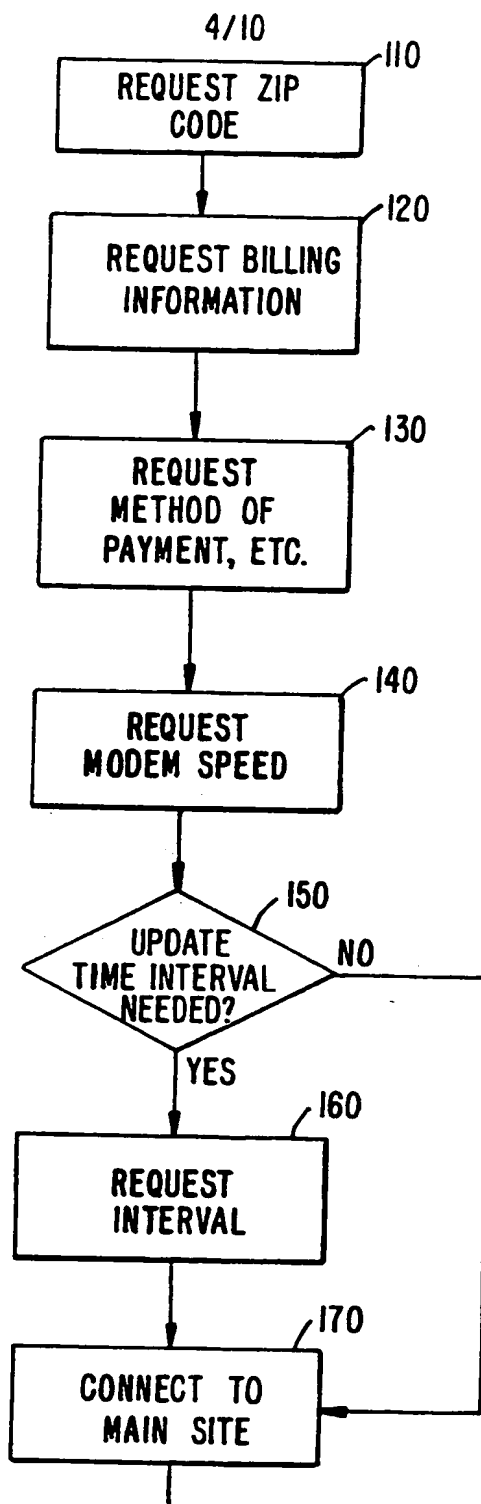 4/10
110
REQUEST ZIP
CODE
120
REQUEST BILLING
INFORMATION
130
REQUEST
METHOD OF
PAYMENT, ETC.
140
REQUEST
MODEM SPEED
150
UPDATE
TIME INTERVAL
NEEDED?
NO
YES
160
REQUEST
INTERVAL
170
CONNECT TO
MAIN SITE